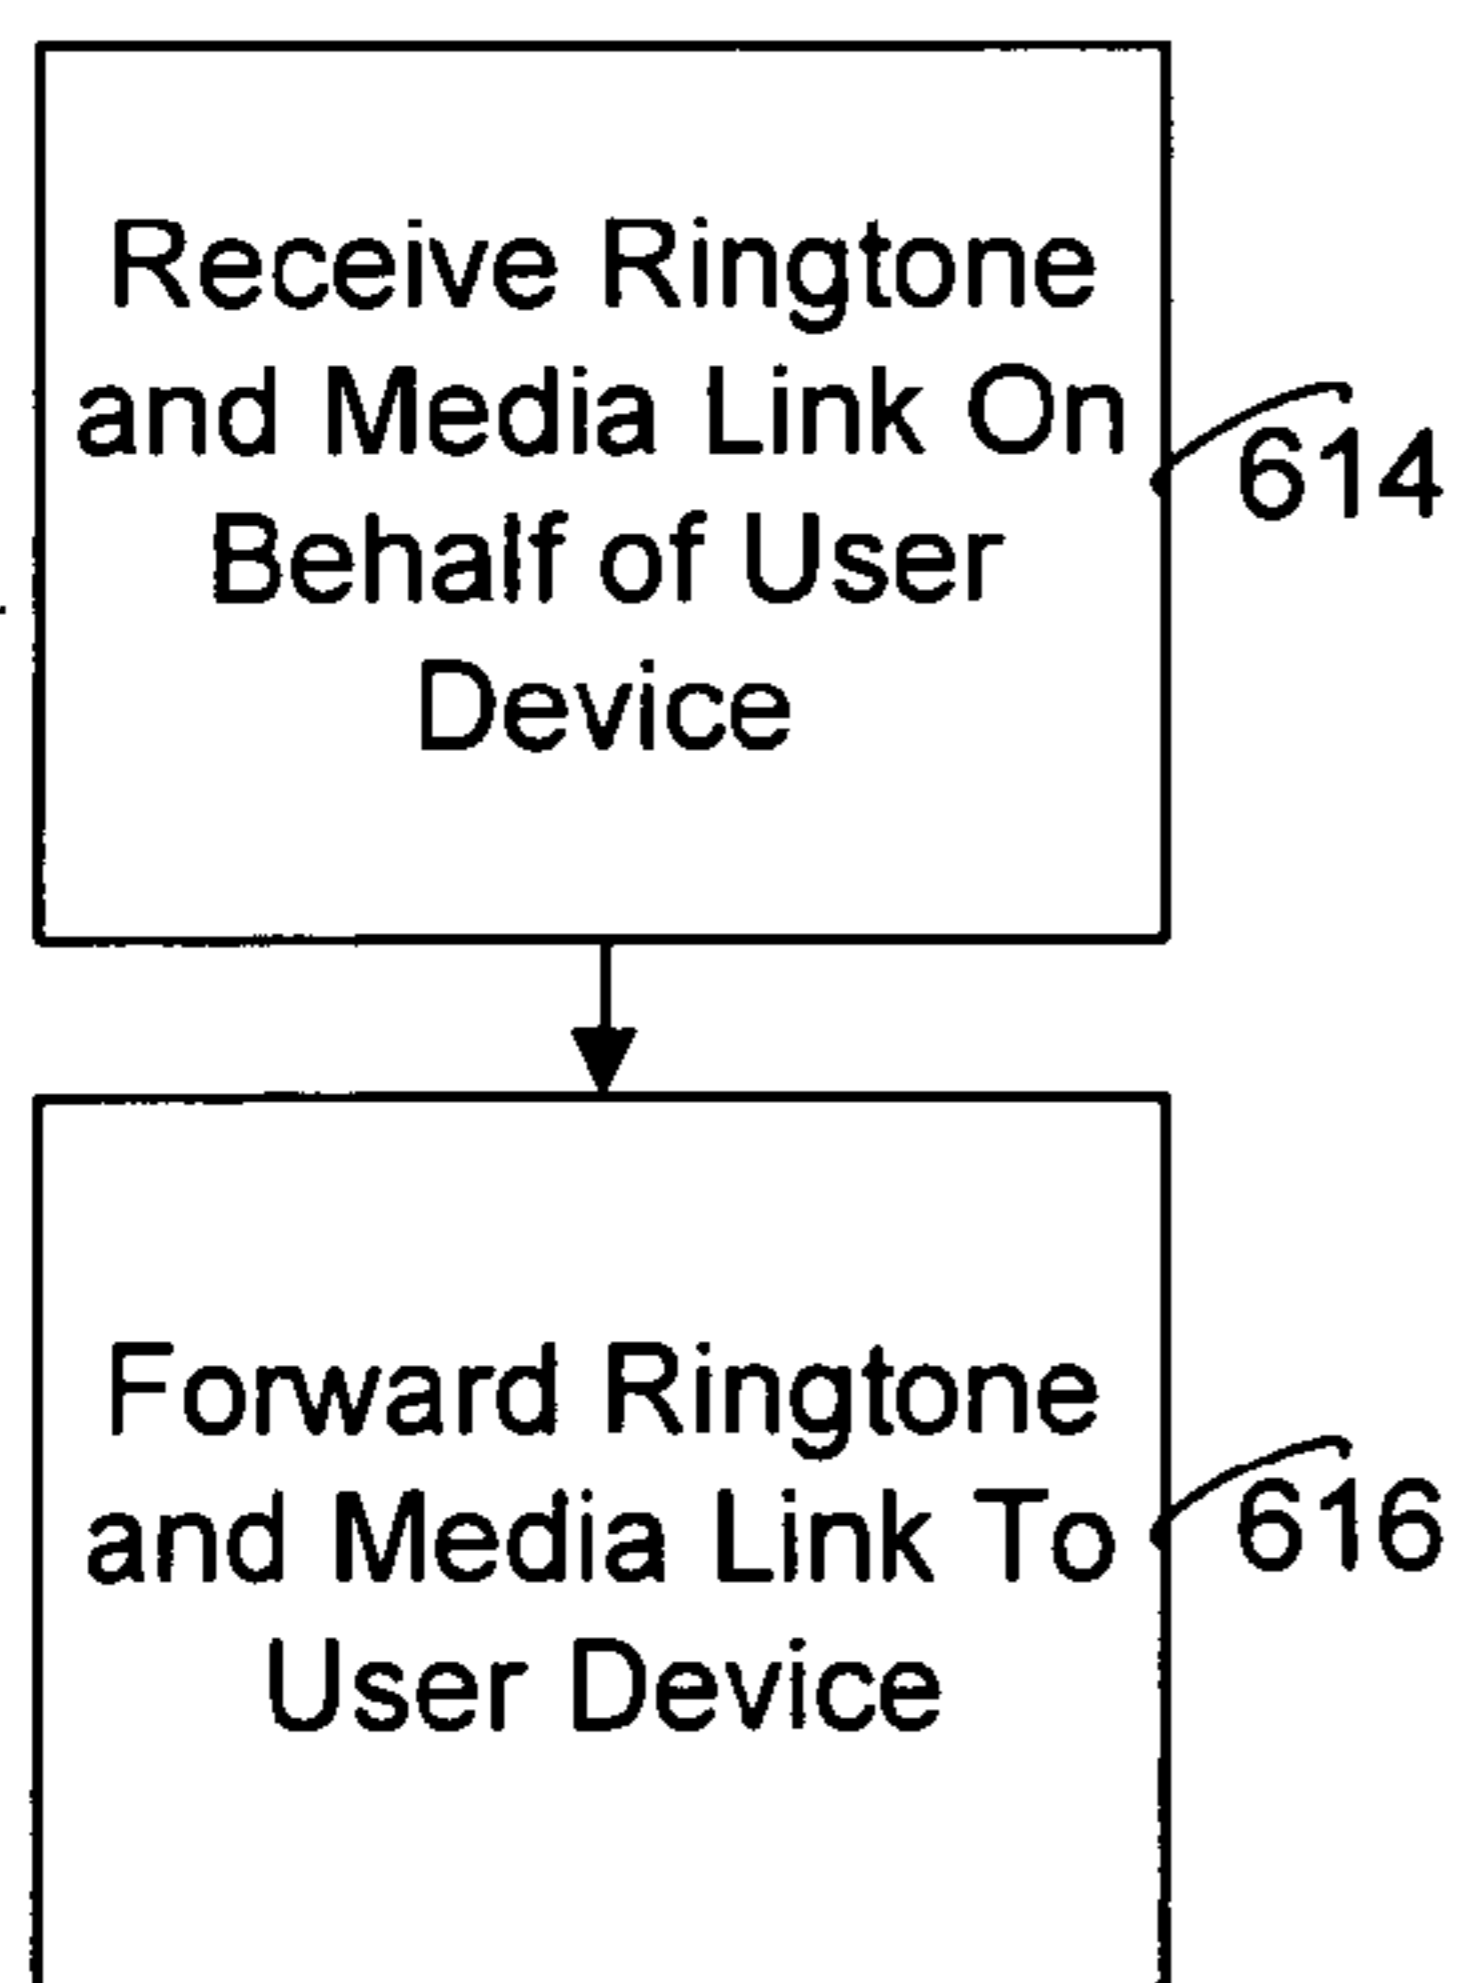 Receive Ringtone
and Media Link On
Behalf of User
Device
614
Forward Ringtone
and Media Link To
User Device
616